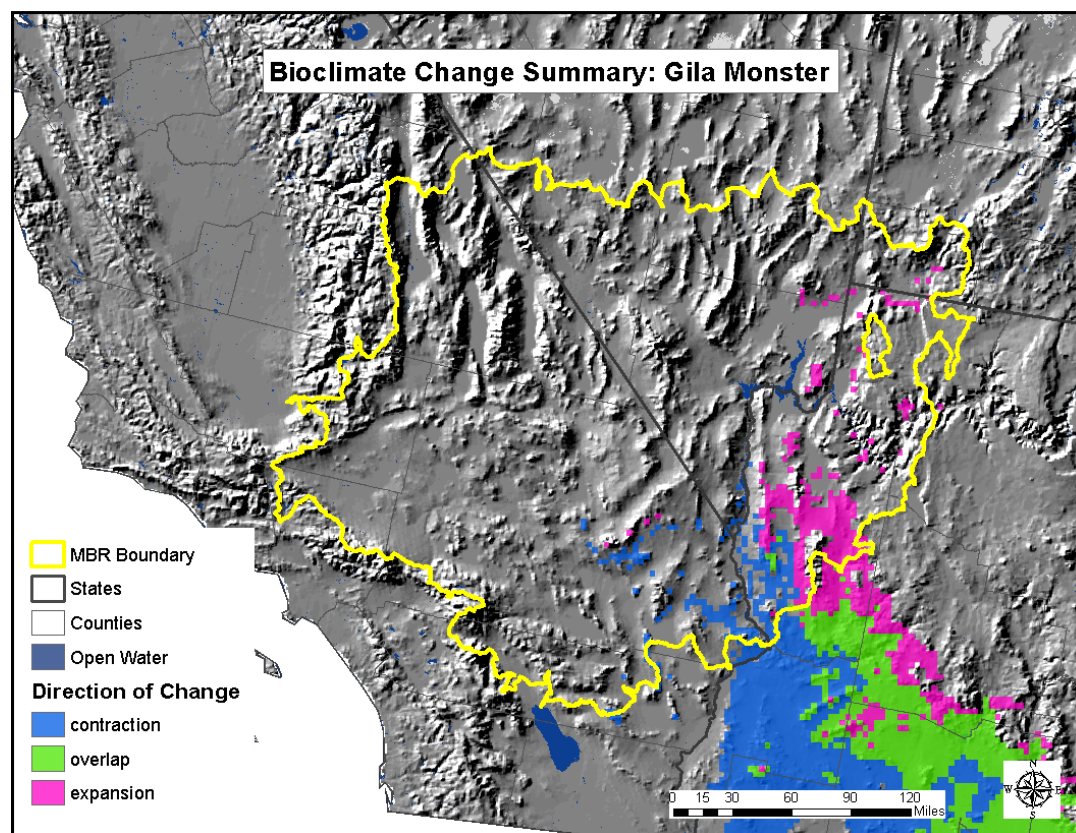 Bioclimate Change Summary: Gila Monster
MBR Boundary
States
Counties
Open Water
Direction of Change
contraction
overlap
expansion
N
W E
S
0 15 30 60 90 120
Miles